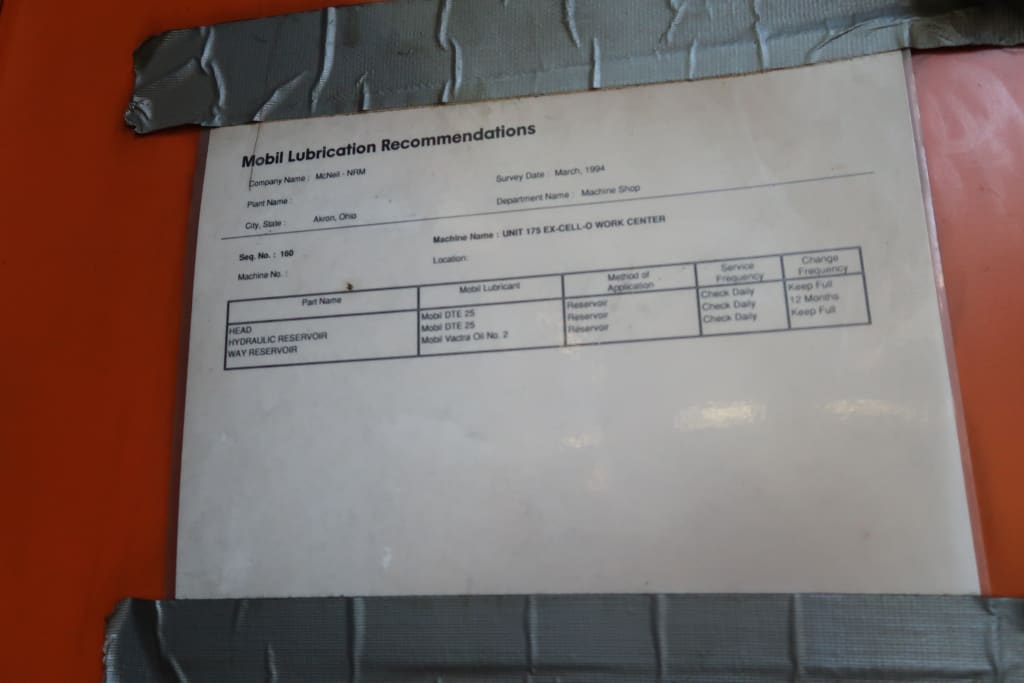 Mobil Lubrication Recommendations
Company Name : McNeil - NRM
Survey Date : March, 1994
Plant Name :
Department Name : Machine Shop
City, State : Akron, Ohio
Seq. No. : 160
Machine Name : UNIT 175 EX-CELL-O WORK CENTER
Machine No. :
Location:
Part Name Mobil Lubricant Method of Application Service Frequency Change Frequency
HEAD Mobil DTE 25 Reservoir Check Daily Keep Full
HYDRAULIC RESERVOIR Mobil DTE 25 Reservoir Check Daily 12 Months
WAY RESERVOIR Mobil Vactra Oil No. 2 Reservoir Check Daily Keep Full